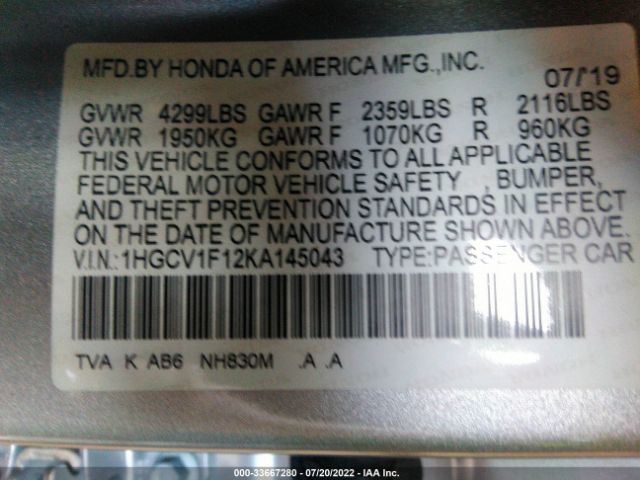 MFD.BY HONDA OF AMERICA MFG.,INC.
07/19
GVWR 4299LBS GAWR F 2359LBS R 2116LBS
GVWR 1950KG GAWR F 1070KG R 960KG
THIS VEHICLE CONFORMS TO ALL APPLICABLE
FEDERAL MOTOR VEHICLE SAFETY , BUMPER,
AND THEFT PREVENTION STANDARDS IN EFFECT
ON THE DATE OF MANUFACTURE SHOWN ABOVE.
V.I.N.:1HGCV1F12KA145043 TYPE:PASSENGER CAR
TVA K AB6 NH830M .A .A
000-33667280 - 07/20/2022 - IAA Inc.